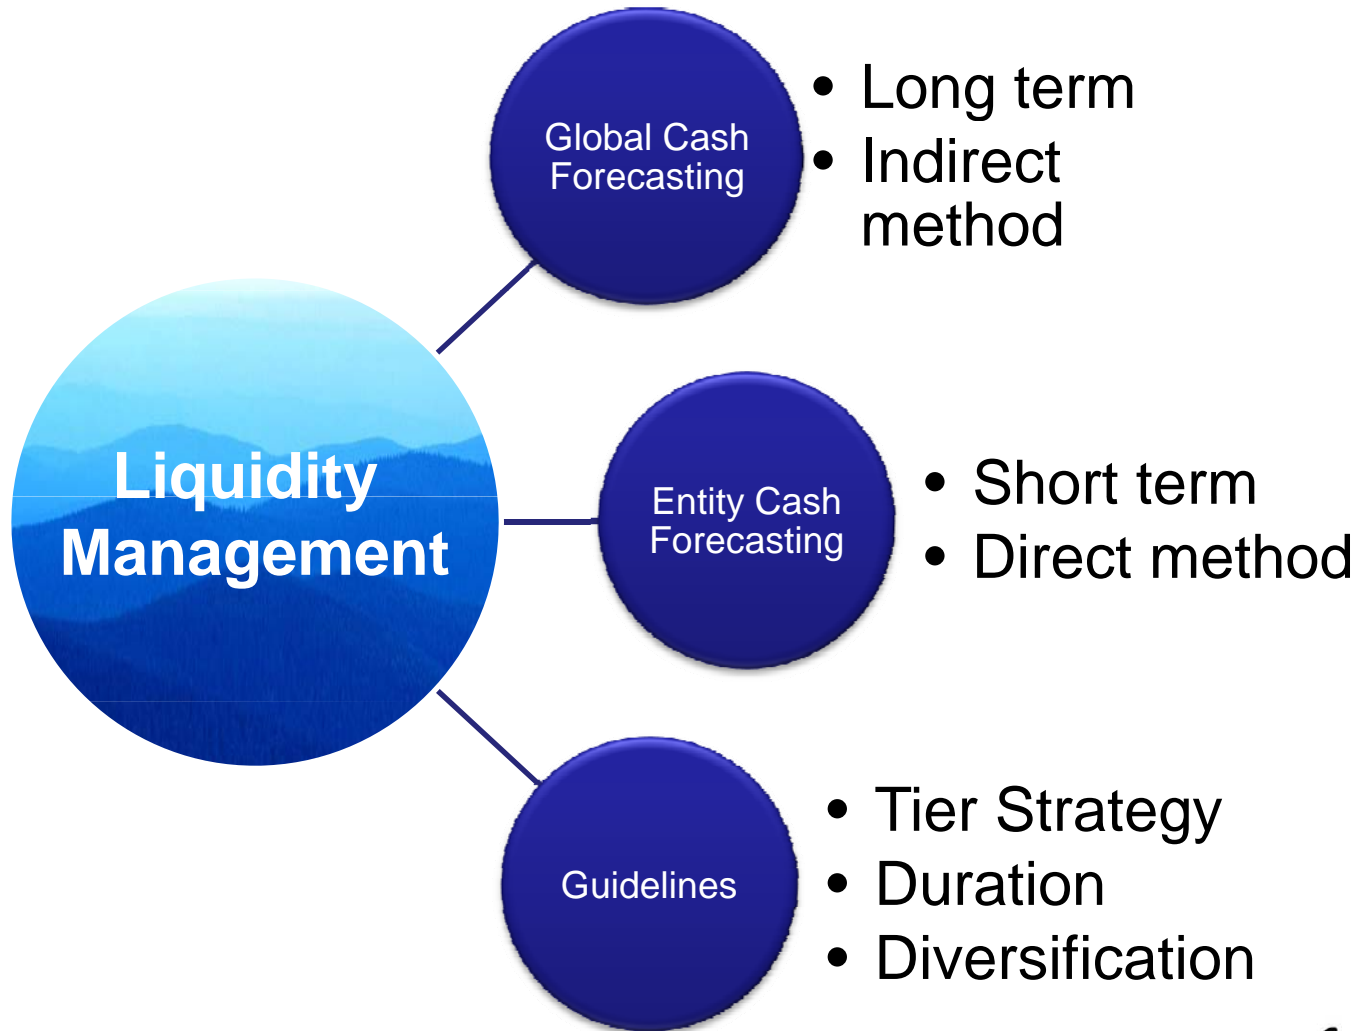 Global Cash
Forecasting
• Long term
• Indirect
method
Liquidity
Management
Entity Cash
Forecasting
• Short term
• Direct method
Guidelines
• Tier Strategy
• Duration
• Diversification